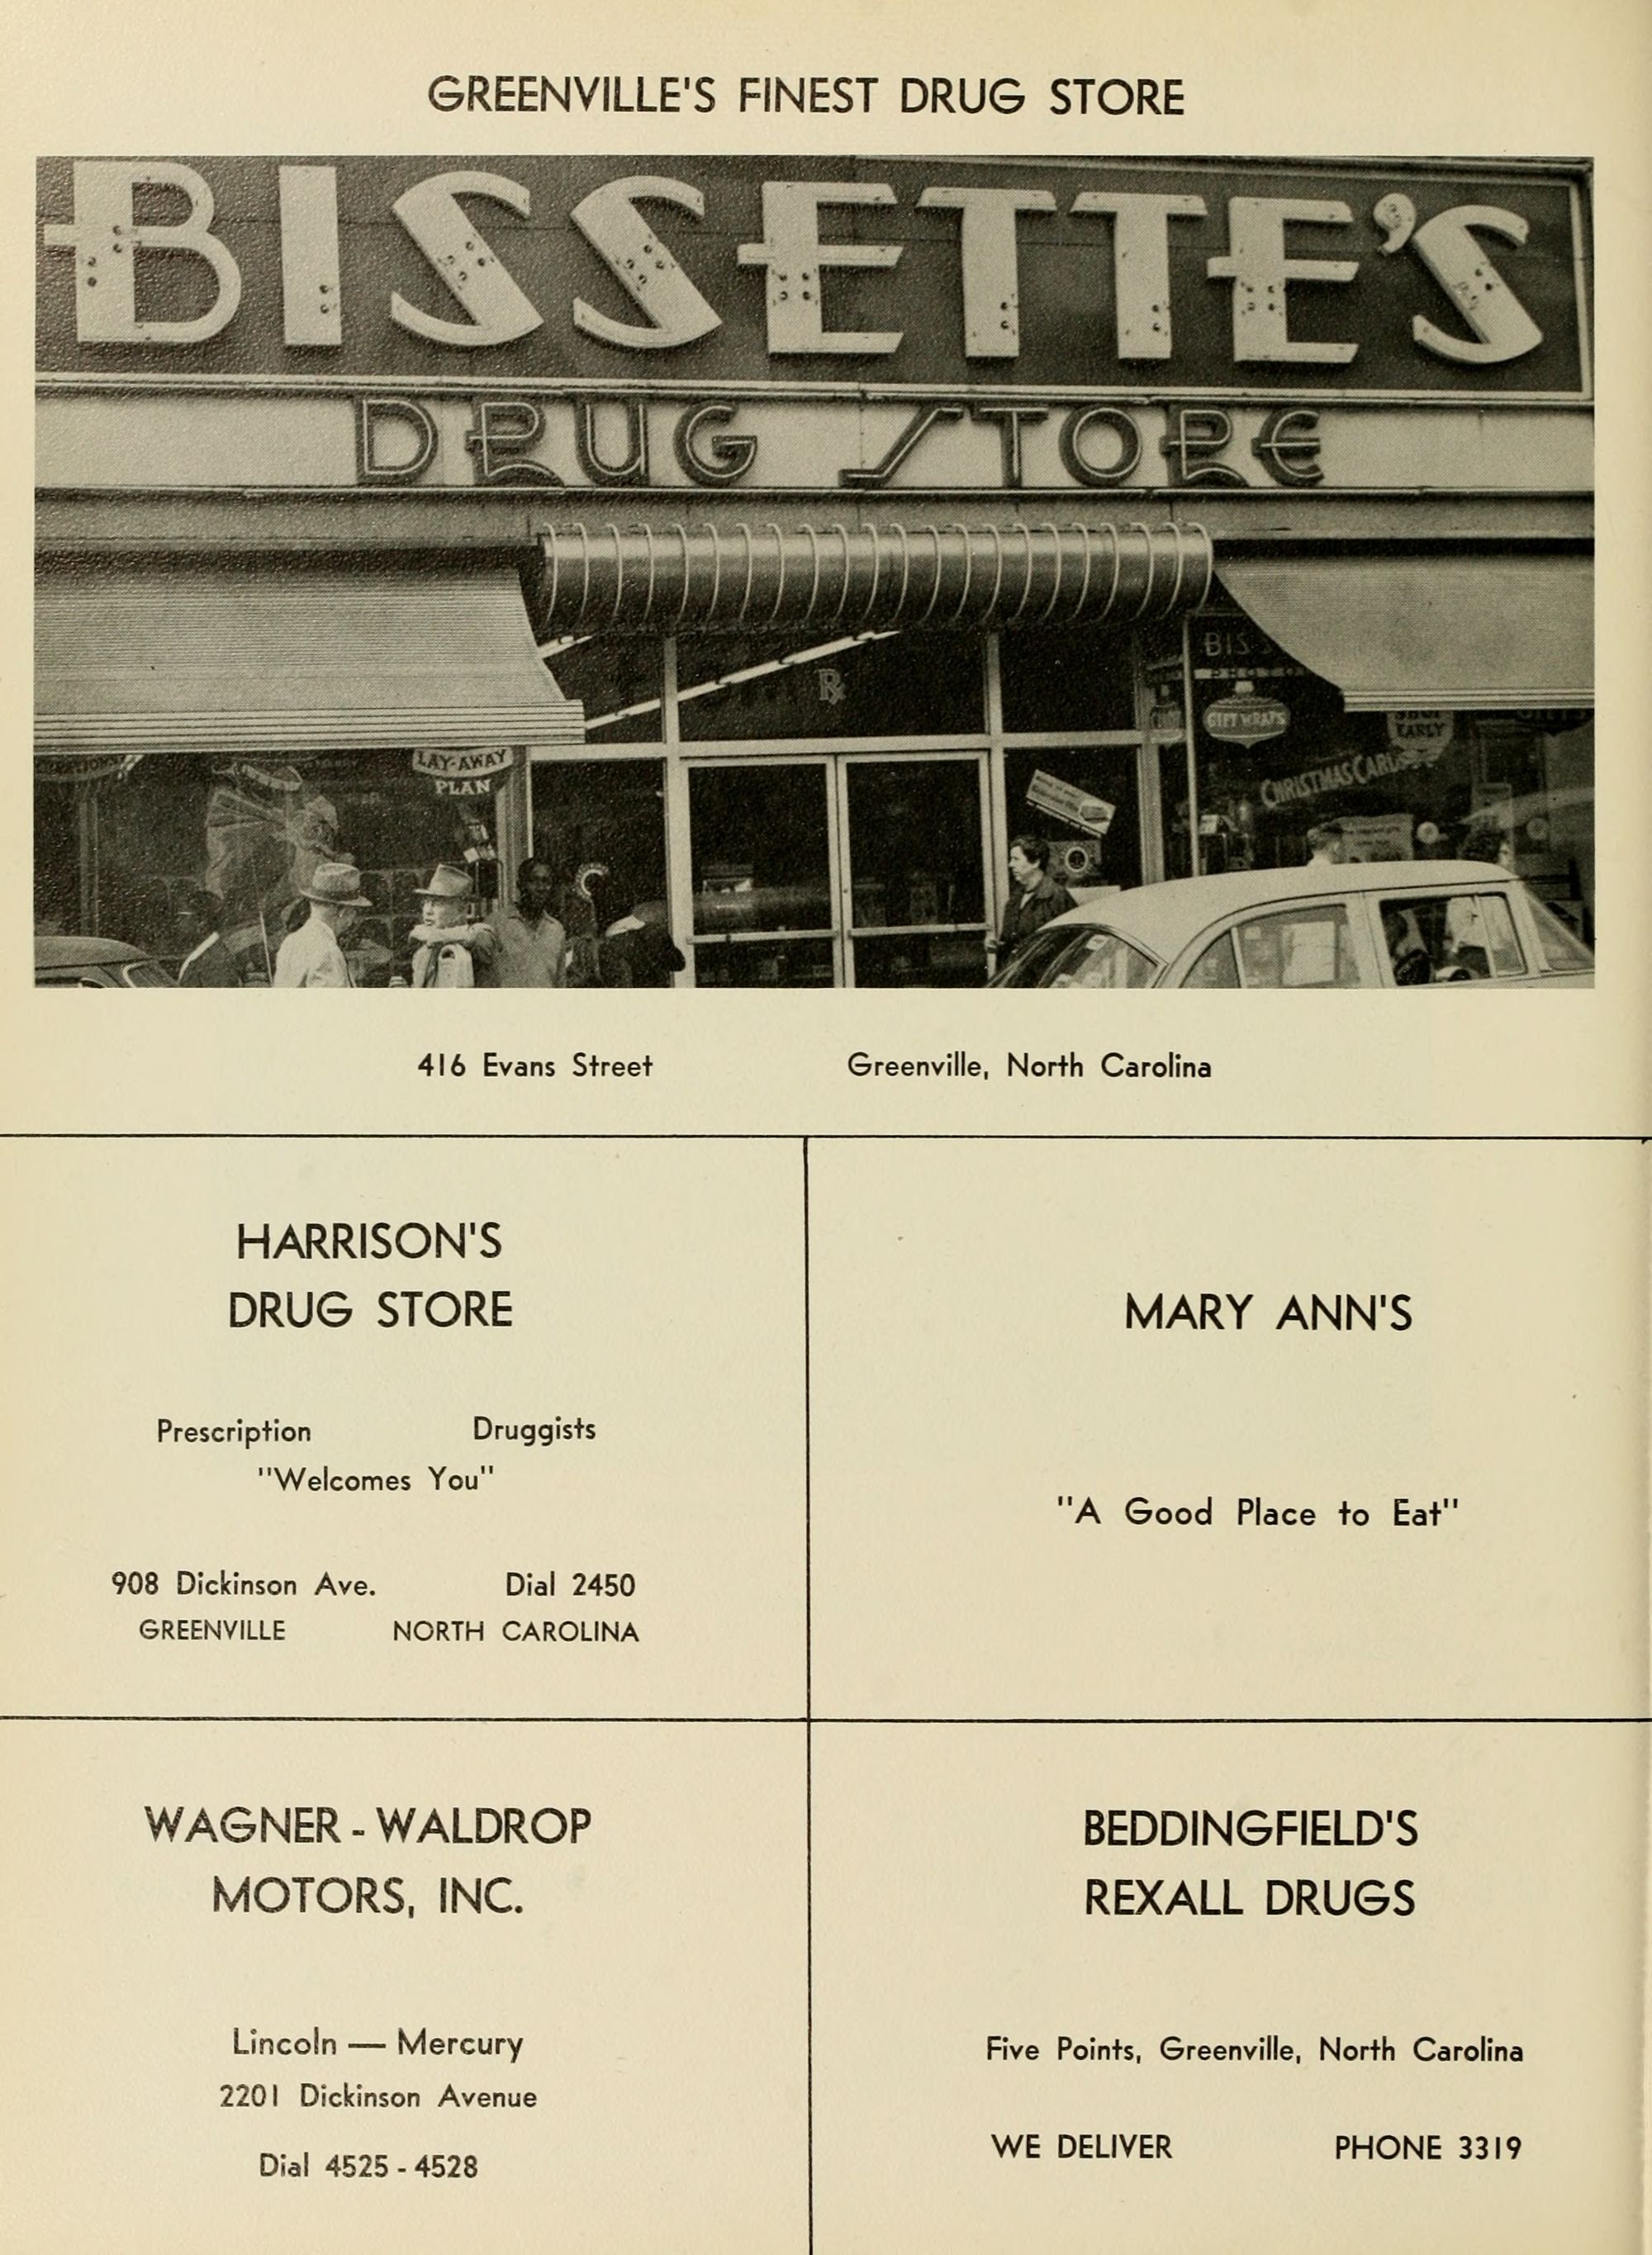 GREENVILLE'S FINEST DRUG STORE
BISSETTE'S
DRUG STORE
℞
BIS
GIFT WRAPS
SHOP
EARLY
LAY-AWAY
PLAN
CHRISTMAS CARDS
416 Evans Street Greenville, North Carolina
HARRISON'S
DRUG STORE
Prescription Druggists
"Welcomes You"
908 Dickinson Ave. Dial 2450
GREENVILLE NORTH CAROLINA
MARY ANN'S
"A Good Place to Eat"
WAGNER - WALDROP
MOTORS, INC.
Lincoln — Mercury
2201 Dickinson Avenue
Dial 4525 - 4528
BEDDINGFIELD'S
REXALL DRUGS
Five Points, Greenville, North Carolina
WE DELIVER PHONE 3319